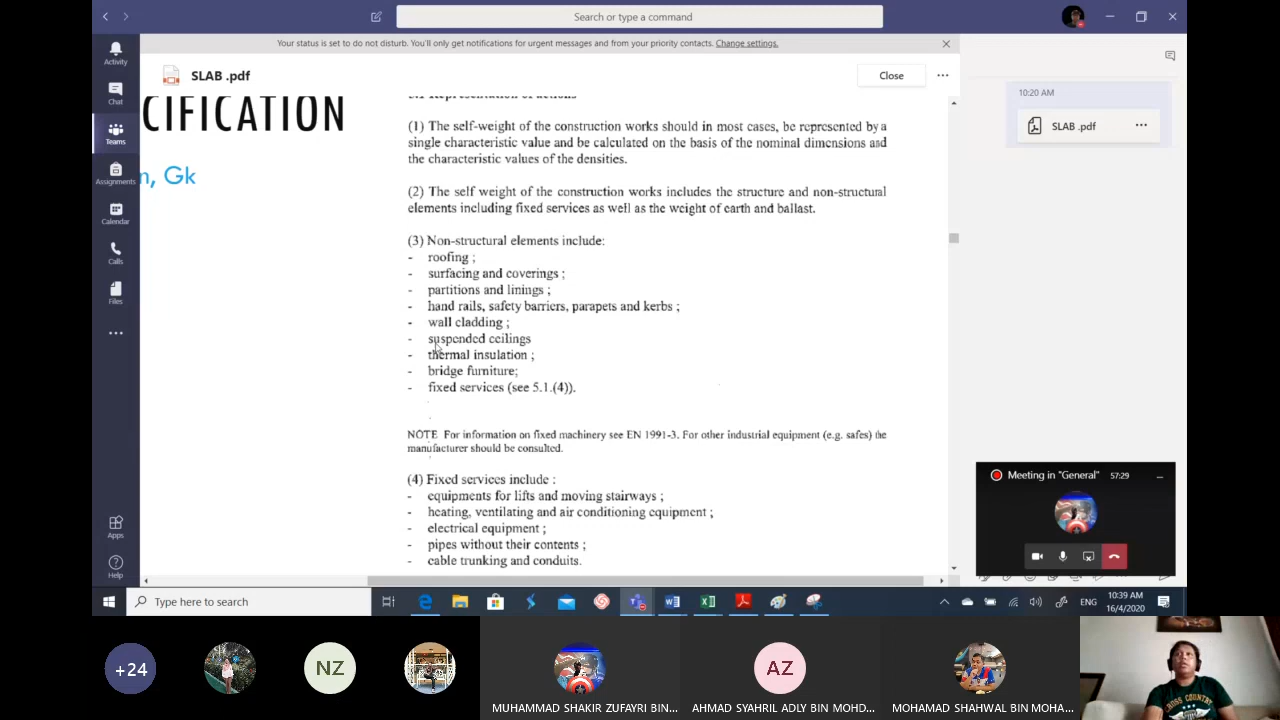 Search or type a command
Your status is set to do not disturb. You'll only get notifications for urgent messages and from your priority contacts. Change settings.
Activity
Chat
Teams
Assignments
Calendar
Calls
Files
Apps
Help
SLAB .pdf
Close
10:20 AM
SLAB .pdf
CIFICATION
n, Gk
(1) The self-weight of the construction works should in most cases, be represented by a
single characteristic value and be calculated on the basis of the nominal dimensions and
the characteristic values of the densities.
(2) The self weight of the construction works includes the structure and non-structural
elements including fixed services as well as the weight of earth and ballast.
(3) Non-structural elements include:
- roofing ;
- surfacing and coverings ;
- partitions and linings ;
- hand rails, safety barriers, parapets and kerbs ;
- wall cladding ;
- suspended ceilings
- thermal insulation ;
- bridge furniture;
- fixed services (see 5.1.(4)).
NOTE For information on fixed machinery see EN 1991-3. For other industrial equipment (e.g. safes) the
manufacturer should be consulted.
(4) Fixed services include :
- equipments for lifts and moving stairways ;
- heating, ventilating and air conditioning equipment ;
- electrical equipment ;
- pipes without their contents ;
- cable trunking and conduits.
Meeting in "General" 57:29
Type here to search
ENG
10:39 AM
16/4/2020
+24
NZ
AZ
MUHAMMAD SHAKIR ZUFAYRI BIN...
AHMAD SYAHRIL ADLY BIN MOHD...
MOHAMAD SHAHWAL BIN MOHA...